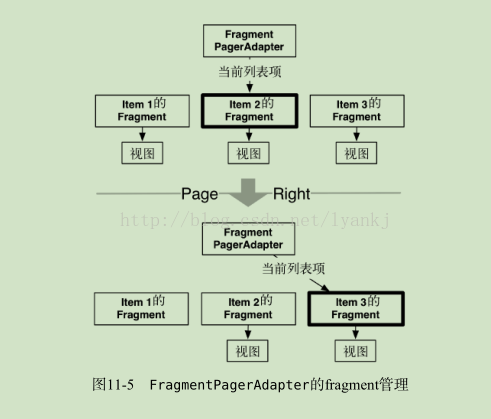 Fragment
PagerAdapter
当前列表项
Item 1的
Fragment
Item 2的
Fragment
Item 3的
Fragment
视图
视图
视图
Page Right
http://blog.csdn.net/lyankj
Fragment
PagerAdapter
当前列表项
Item 1的
Fragment
Item 2的
Fragment
Item 3的
Fragment
视图
视图
图11-5 FragmentPagerAdapter的fragment管理